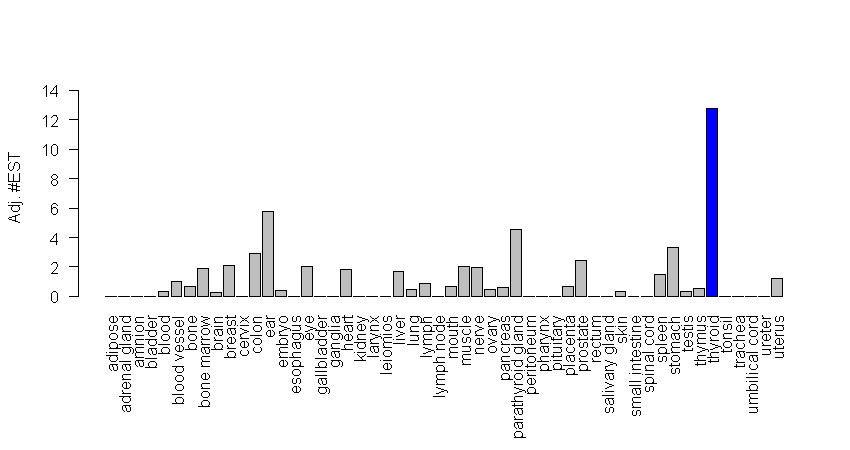 14
12
10
8
6
4
2
0
Adj. #EST
adipose
adrenal gland
amnion
bladder
blood
blood vessel
bone
bone marrow
brain
breast
cervix
colon
ear
embryo
esophagus
eye
gallbladder
ganglia
heart
kidney
larynx
leiomios
liver
lung
lymph
lymph node
mouth
muscle
nerve
ovary
pancreas
parathyroid gland
peritoneum
pharynx
pituitary
placenta
prostate
rectum
salivary gland
skin
small intestine
spinal cord
spleen
stomach
testis
thymus
thyroid
tonsil
trachea
umbilical cord
ureter
uterus